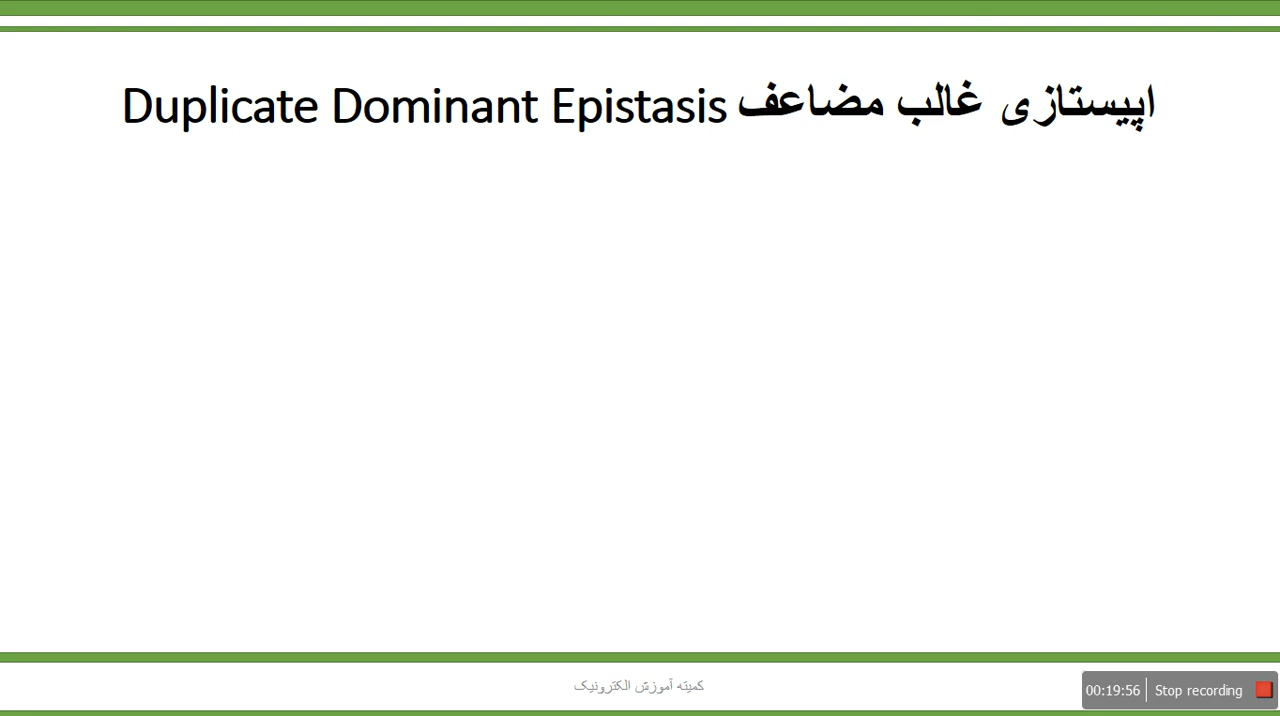 اپیستازی غالب مضاعف Duplicate Dominant Epistasis
کمیته آموزش الکترونیک
00:19:56 Stop recording